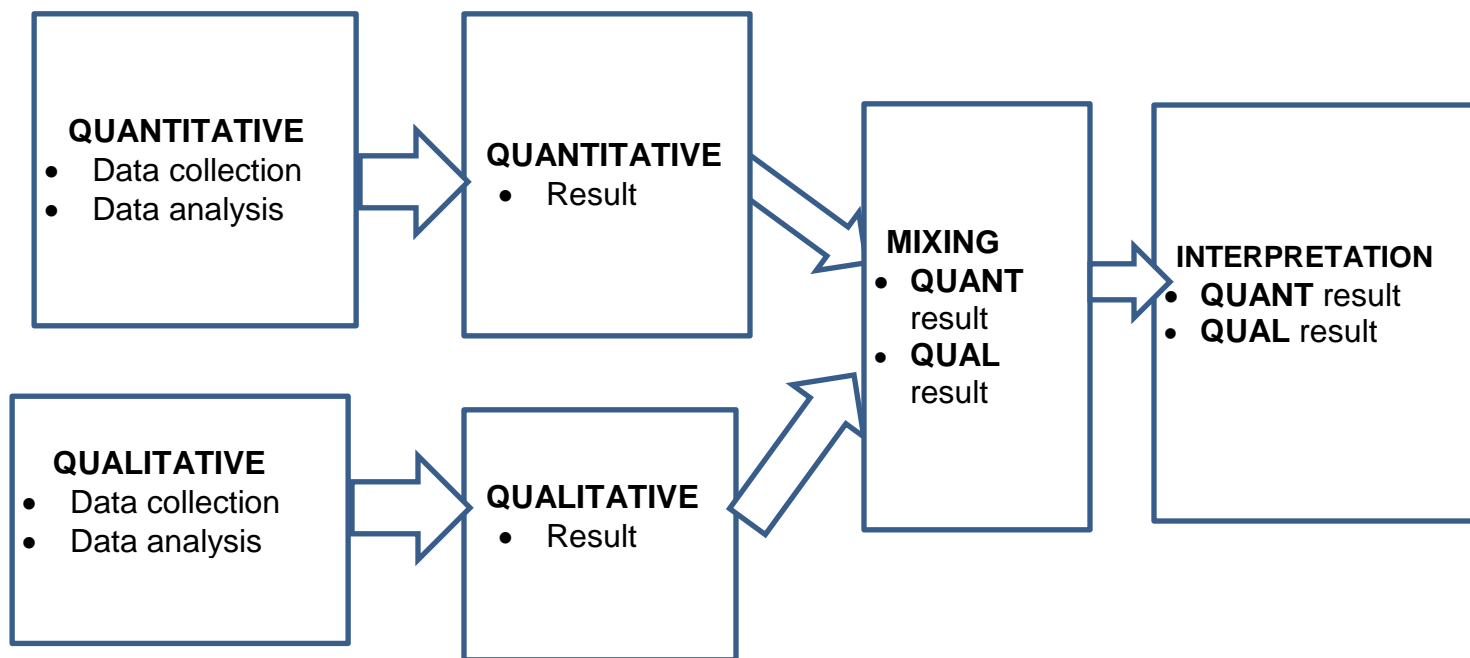 QUANTITATIVE
• Data collection
• Data analysis
QUANTITATIVE
• Result
MIXING
• QUANT
result
• QUAL
result
INTERPRETATION
• QUANT result
• QUAL result
QUALITATIVE
• Data collection
• Data analysis
QUALITATIVE
• Result